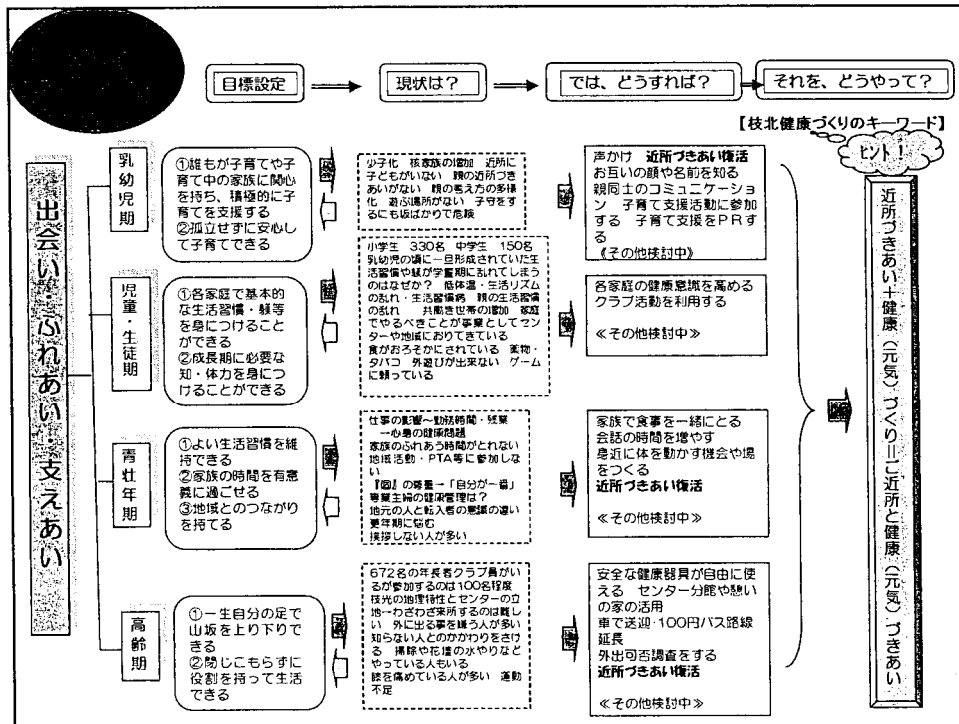 目標設定
現状は?
では、どうすれば?
それを、どうやって?
【枝北健康づくりのキーワード】
ヒント!
出会い・ふれあい・支えあい
乳幼児期
①誰もが子育てや子
育て中の家族に関心
を持ち、積極的に子
育てを支援する
②孤立せずに安心し
て子育てできる
少子化 核家族の増加 近所に
子どもがいない 親の近所づき
あいがない 親の考え方の多様
化 遊ぶ場所がない 子守をす
るにも坂ばかりで危険
声かけ 近所づきあい復活
お互いの顔や名前を知る
親同士のコミュニケーショ
ン 子育て支援活動に参加
する 子育て支援をPRす
る
《その他検討中》
児童・生徒期
①各家庭で基本的
な生活習慣・躾等
を身につけること
ができる
②成長期に必要な
知・体力を身につ
けることができる
小学生 330名 中学生 150名
乳幼児の頃に一旦形成されていた生
活習慣や躾が学童期に乱れてしまう
のはなぜか? 低体温・生活リズム
の乱れ・生活習慣病 親の生活習慣
の乱れ 共働き世帯の増加 家庭
でやるべきことが事業としてセン
ターや地域におりてきている
食がおろそかにされている 薬物・
タバコ 外遊びが出来ない ゲーム
に頼っている
各家庭の健康意識を高める
クラブ活動を利用する
≪その他検討中≫
青壮年期
①よい生活習慣を維
持できる
②家族の時間を有意
義に過ごせる
③地域とのつながり
を持てる
仕事の影響~勤務時間・残業
→心身の健康問題
家族のふれあう時間がとれない
地域活動・PTA等に参加しな
い
『個』の尊重→「自分が一番」
専業主婦の健康管理は?
地元の人と転入者の意識の違い
更年期に悩む
挨拶しない人が多い
家族で食事を一緒にとる
会話の時間を増やす
身近に体を動かす機会や場
をつくる
近所づきあい復活
≪その他検討中≫
高齢期
①一生自分の足で
山坂を上り下りで
きる
②閉じこもらずに
役割を持って生活
できる
672名の年長者クラブ員がい
るが参加するのは100名程度
枝光の地理特性とセンターの立
地→わざわざ来所するのは難し
い 外に出る事を嫌う人が多い
知らない人とのかかわりをさけ
る 掃除や花壇の水やりなど
やっている人もいる
膝を痛めている人が多い 運動
不足
安全な健康器具が自由に使
える センター分館や憩い
の家の活用
車で送迎・100円バス路線
延長
外出可否調査をする
近所づきあい復活
≪その他検討中≫
近所づきあい+健康(元気)づくり=ご近所と健康(元気)づきあい